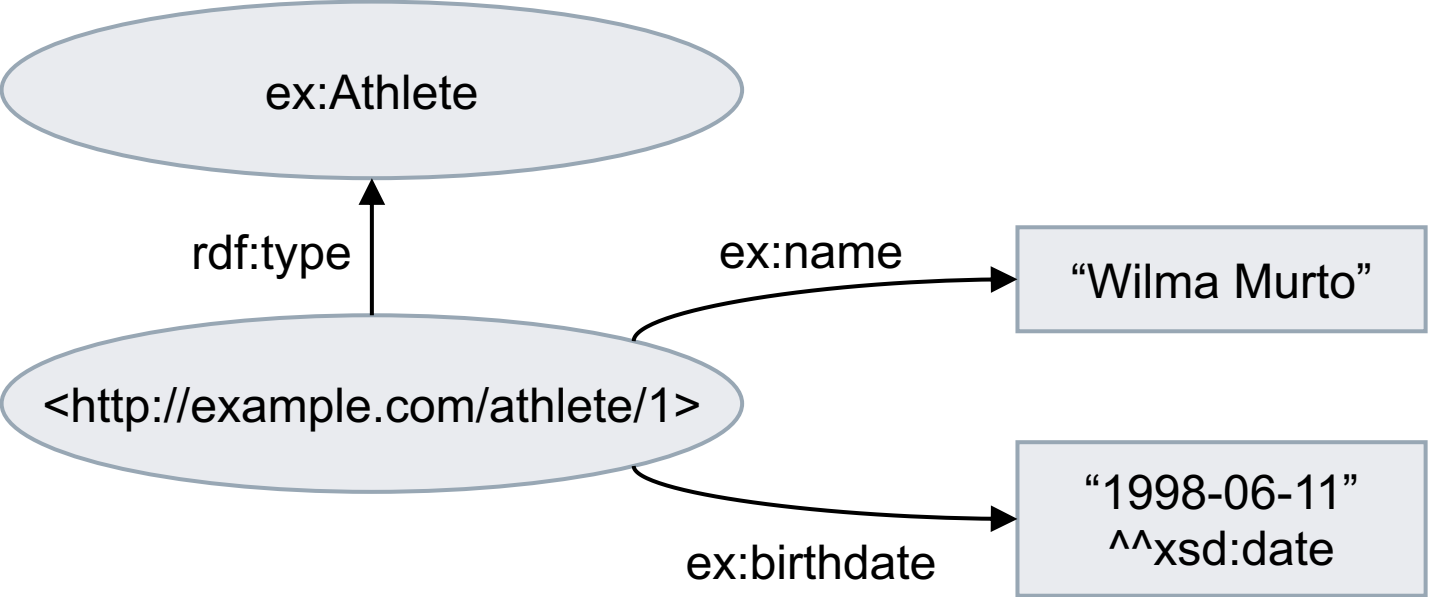 ex:Athlete
rdf:type
ex:name
“Wilma Murto”
<http://example.com/athlete/1>
“1998-06-11”
^^xsd:date
ex:birthdate